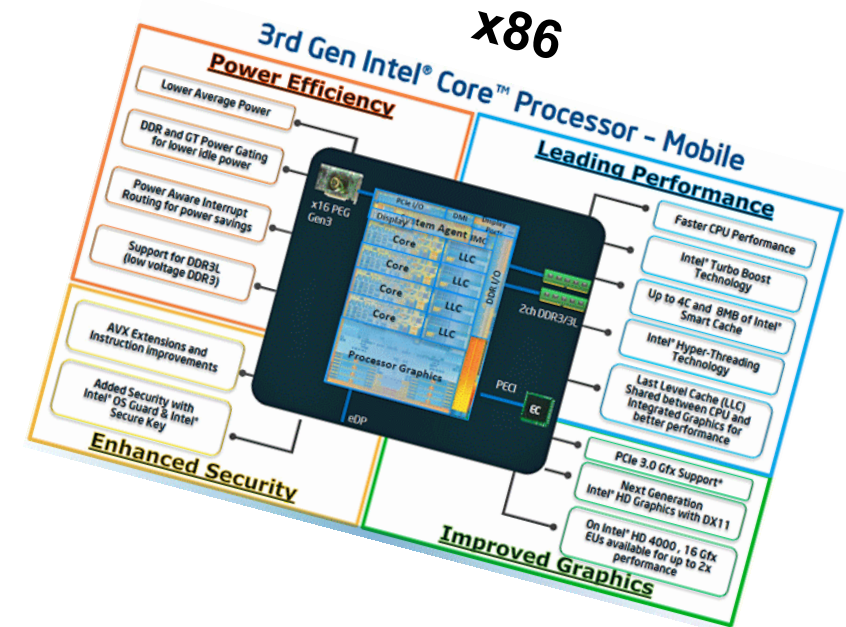 x86
3rd Gen Intel® Core™ Processor – Mobile
Power Efficiency
Lower Average Power
DDR and GT Power Gating
for lower idle power
Power Aware Interrupt
Routing for power savings
Support for DDR3L
(low voltage DDR3)
AVX Extensions and
Instruction improvements
Added Security with
Intel® OS Guard & Intel®
Secure Key
Enhanced Security
x16 PEG
Gen3
PCIe I/O
DMI
Display
Display
stem Agent
IMC
Core
LLC
Core
LLC
Core
LLC
Core
LLC
DDR I/O
Processor Graphics
2ch DDR3/3L
PECI
EC
eDP
Leading Performance
Faster CPU Performance
Intel® Turbo Boost
Technology
Up to 4C and 8MB of Intel®
Smart Cache
Intel® Hyper-Threading
Technology
Last Level Cache (LLC)
Shared between CPU and
Integrated Graphics for
better performance
PCIe 3.0 Gfx Support*
Next Generation
Intel® HD Graphics with DX11
On Intel® HD 4000 , 16 Gfx
EUs available for up to 2x
performance
Improved Graphics